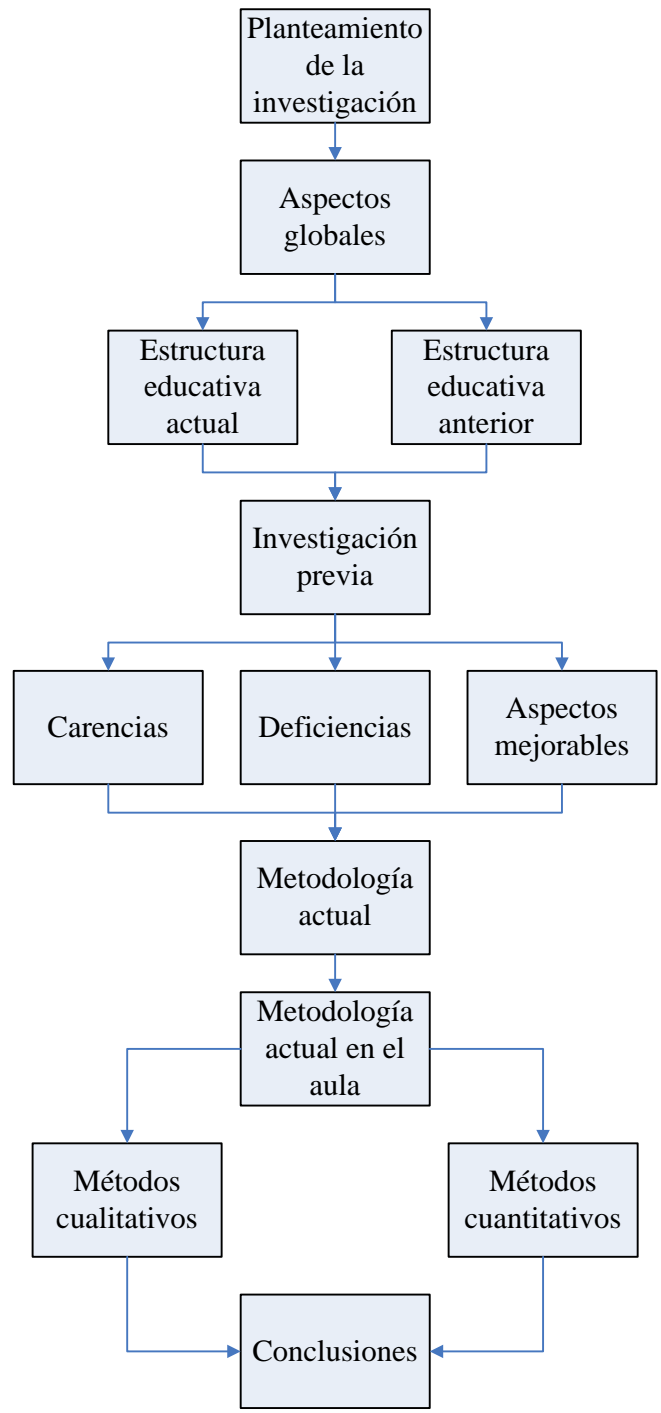 Planteamiento
de la
investigación
Aspectos
globales
Estructura
educativa
actual
Estructura
educativa
anterior
Investigación
previa
Carencias
Deficiencias
Aspectos
mejorables
Metodología
actual
Metodología
actual en el
aula
Métodos
cualitativos
Métodos
cuantitativos
Conclusiones